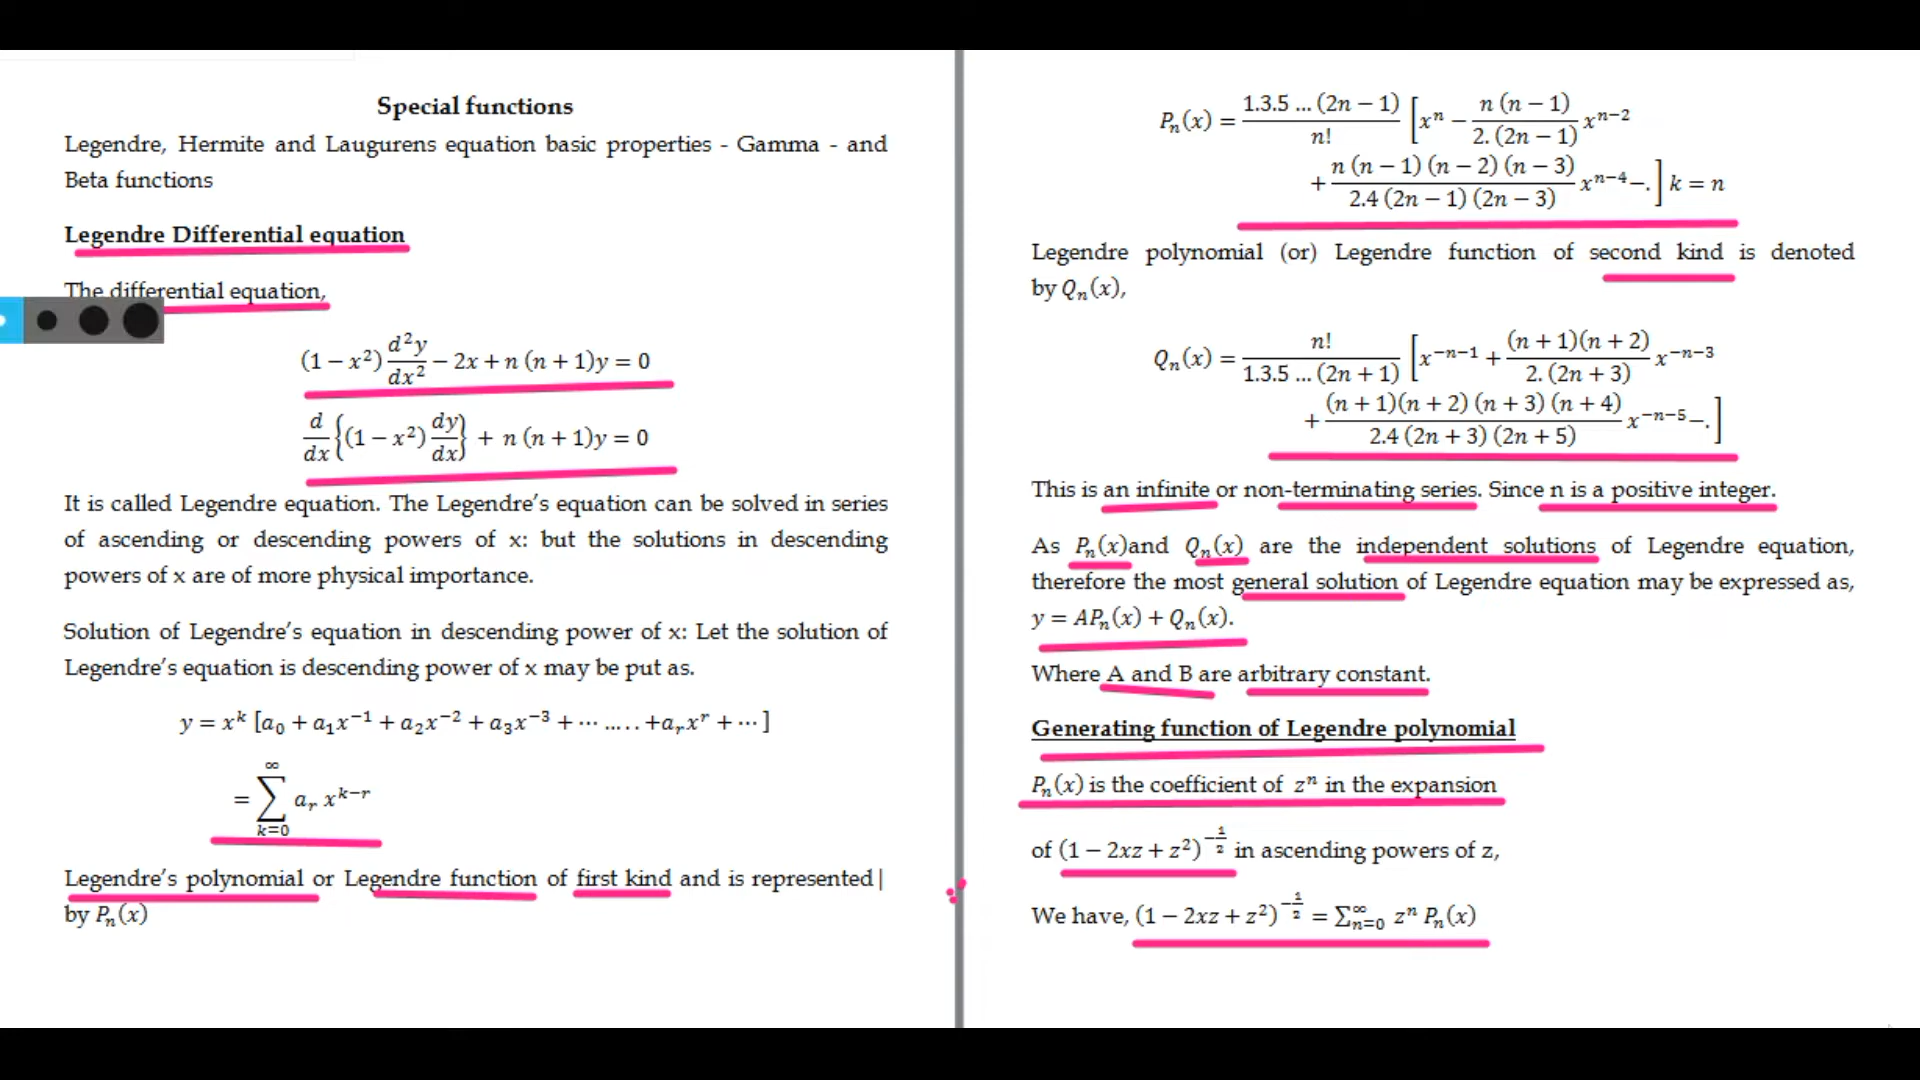 Special functions
Legendre, Hermite and Laugurens equation basic properties - Gamma - and
Beta functions
Legendre Differential equation
The differential equation,
(1 − x²) d²y/dx² − 2x + n (n + 1)y = 0
d/dx {(1 − x²) dy/dx} + n (n + 1)y = 0
It is called Legendre equation. The Legendre’s equation can be solved in series
of ascending or descending powers of x: but the solutions in descending
powers of x are of more physical importance.
Solution of Legendre’s equation in descending power of x: Let the solution of
Legendre’s equation is descending power of x may be put as.
y = xᵏ [a₀ + a₁x⁻¹ + a₂x⁻² + a₃x⁻³ + ⋯ … . . +aᵣxʳ + ⋯ ]
= ∑_{k=0}^{∞} aᵣ x^{k−r}
Legendre’s polynomial or Legendre function of first kind and is represented|
by Pₙ(x)
Pₙ(x) = 1.3.5 … (2n − 1)/n! [xⁿ − n (n − 1)/2. (2n − 1) x^{n−2}
+ n (n − 1) (n − 2) (n − 3)/2.4 (2n − 1) (2n − 3) x^{n−4} −. ] k = n
Legendre polynomial (or) Legendre function of second kind is denoted
by Qₙ(x),
Qₙ(x) = n!/1.3.5 … (2n + 1) [x^{−n−1} + (n + 1)(n + 2)/2. (2n + 3) x^{−n−3}
+ (n + 1)(n + 2) (n + 3) (n + 4)/2.4 (2n + 3) (2n + 5) x^{−n−5} −. ]
This is an infinite or non-terminating series. Since n is a positive integer.
As Pₙ(x)and Qₙ(x) are the independent solutions of Legendre equation,
therefore the most general solution of Legendre equation may be expressed as,
y = APₙ(x) + Qₙ(x).
Where A and B are arbitrary constant.
Generating function of Legendre polynomial
Pₙ(x) is the coefficient of zⁿ in the expansion
of (1 − 2xz + z²)^{−1/2} in ascending powers of z,
We have, (1 − 2xz + z²)^{−1/2} = ∑_{n=0}^{∞} zⁿ Pₙ(x)